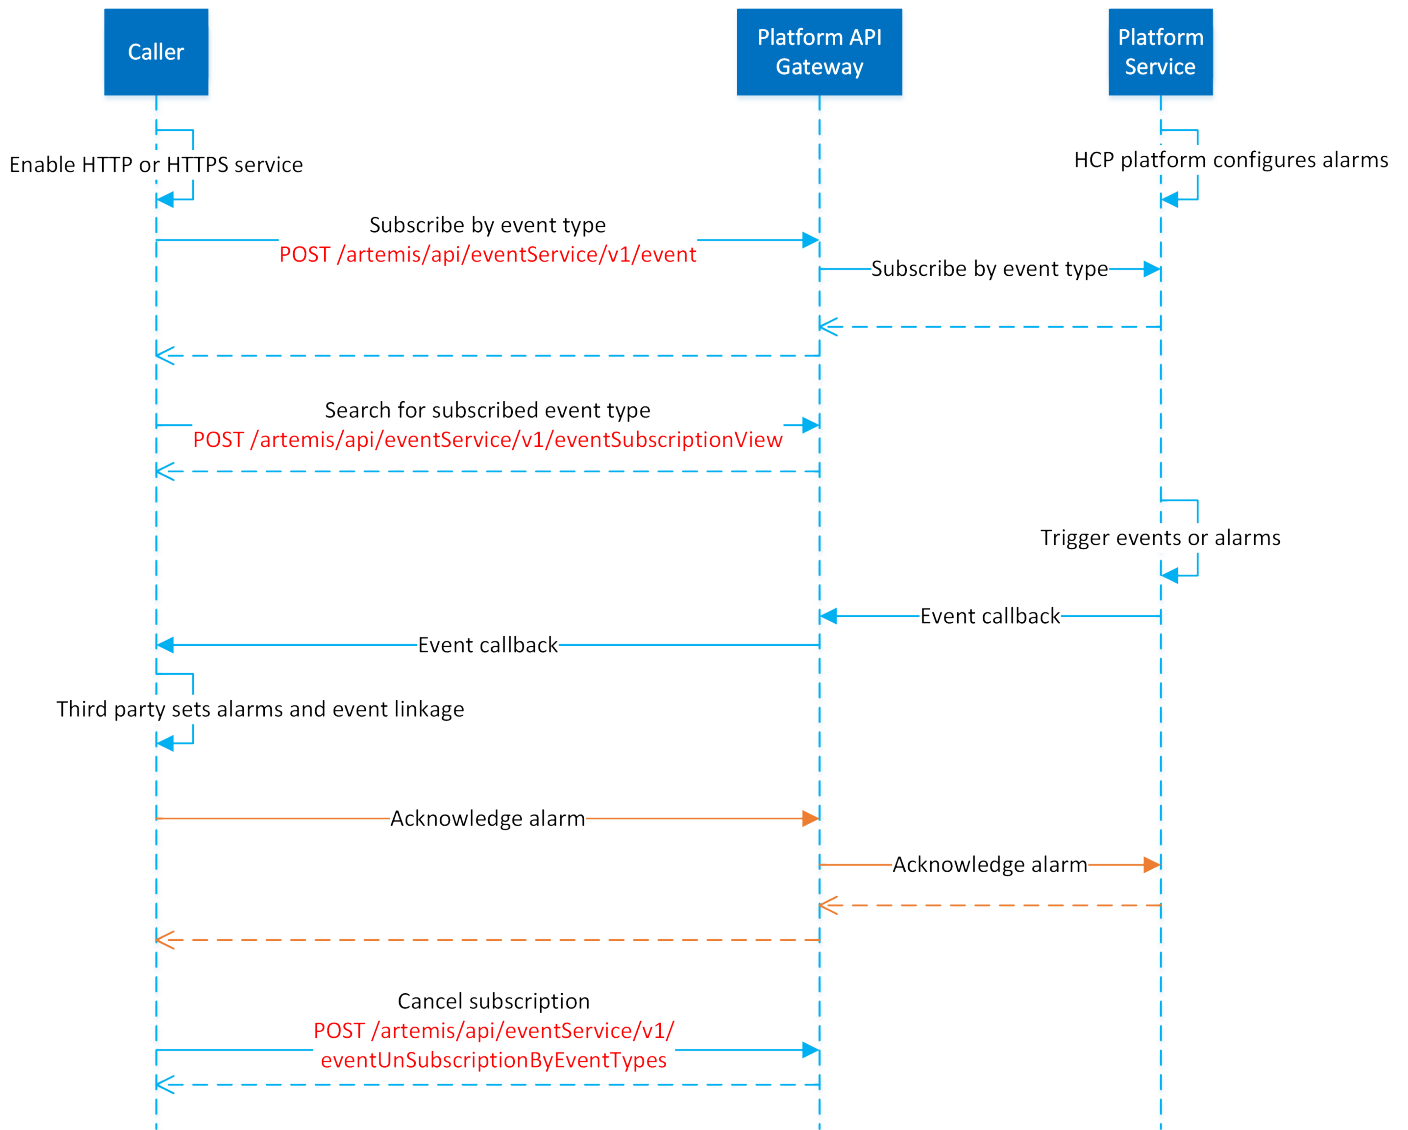 Caller
Platform API
Gateway
Platform
Service
Enable HTTP or HTTPS service
HCP platform configures alarms
Subscribe by event type
POST /artemis/api/eventService/v1/event
Subscribe by event type
Search for subscribed event type
POST /artemis/api/eventService/v1/eventSubscriptionView
Trigger events or alarms
Event callback
Event callback
Third party sets alarms and event linkage
Acknowledge alarm
Acknowledge alarm
Cancel subscription
POST /artemis/api/eventService/v1/
eventUnSubscriptionByEventTypes